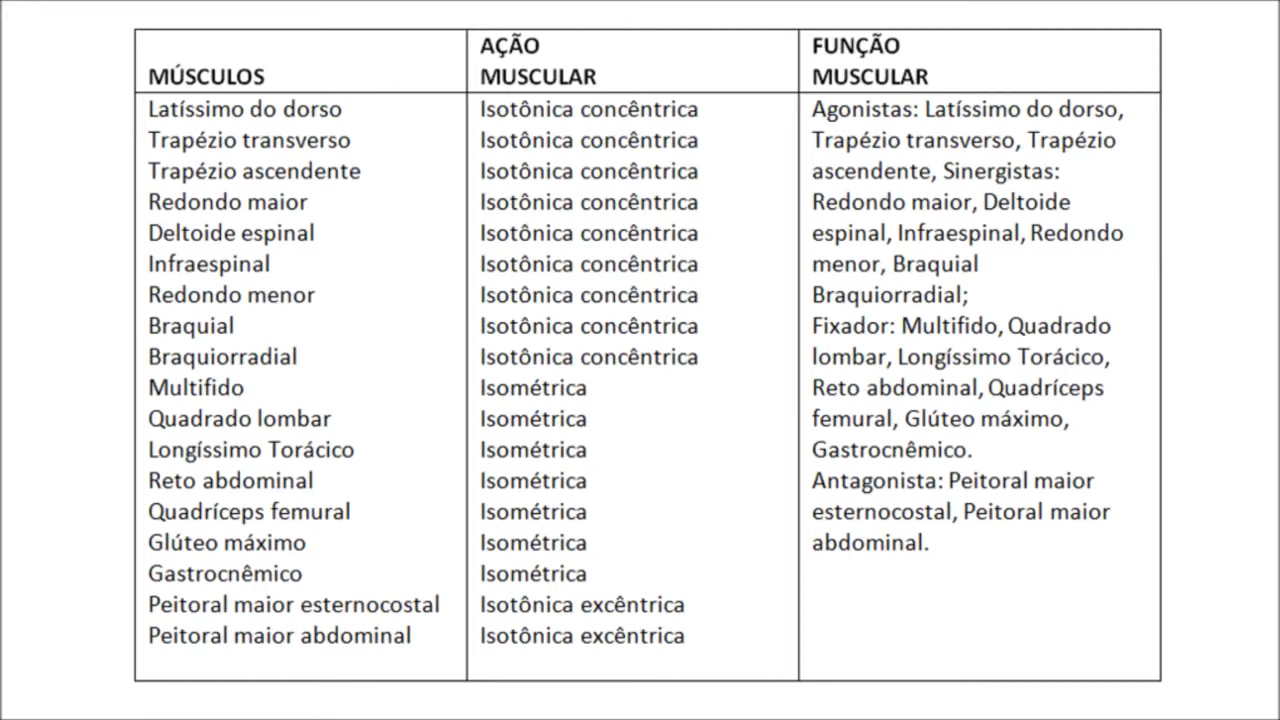 MÚSCULOS
AÇÃO
MUSCULAR
FUNÇÃO
MUSCULAR
Latíssimo do dorso
Trapézio transverso
Trapézio ascendente
Redondo maior
Deltoide espinal
Infraespinal
Redondo menor
Braquial
Braquiorradial
Multifido
Quadrado lombar
Longíssimo Torácico
Reto abdominal
Quadríceps femural
Glúteo máximo
Gastrocnêmico
Peitoral maior esternocostal
Peitoral maior abdominal
Isotônica concêntrica
Isotônica concêntrica
Isotônica concêntrica
Isotônica concêntrica
Isotônica concêntrica
Isotônica concêntrica
Isotônica concêntrica
Isotônica concêntrica
Isotônica concêntrica
Isométrica
Isométrica
Isométrica
Isométrica
Isométrica
Isométrica
Isométrica
Isotônica excêntrica
Isotônica excêntrica
Agonistas: Latíssimo do dorso,
Trapézio transverso, Trapézio
ascendente, Sinergistas:
Redondo maior, Deltoide
espinal, Infraespinal, Redondo
menor, Braquial
Braquiorradial;
Fixador: Multifido, Quadrado
lombar, Longíssimo Torácico,
Reto abdominal, Quadríceps
femural, Glúteo máximo,
Gastrocnêmico.
Antagonista: Peitoral maior
esternocostal, Peitoral maior
abdominal.